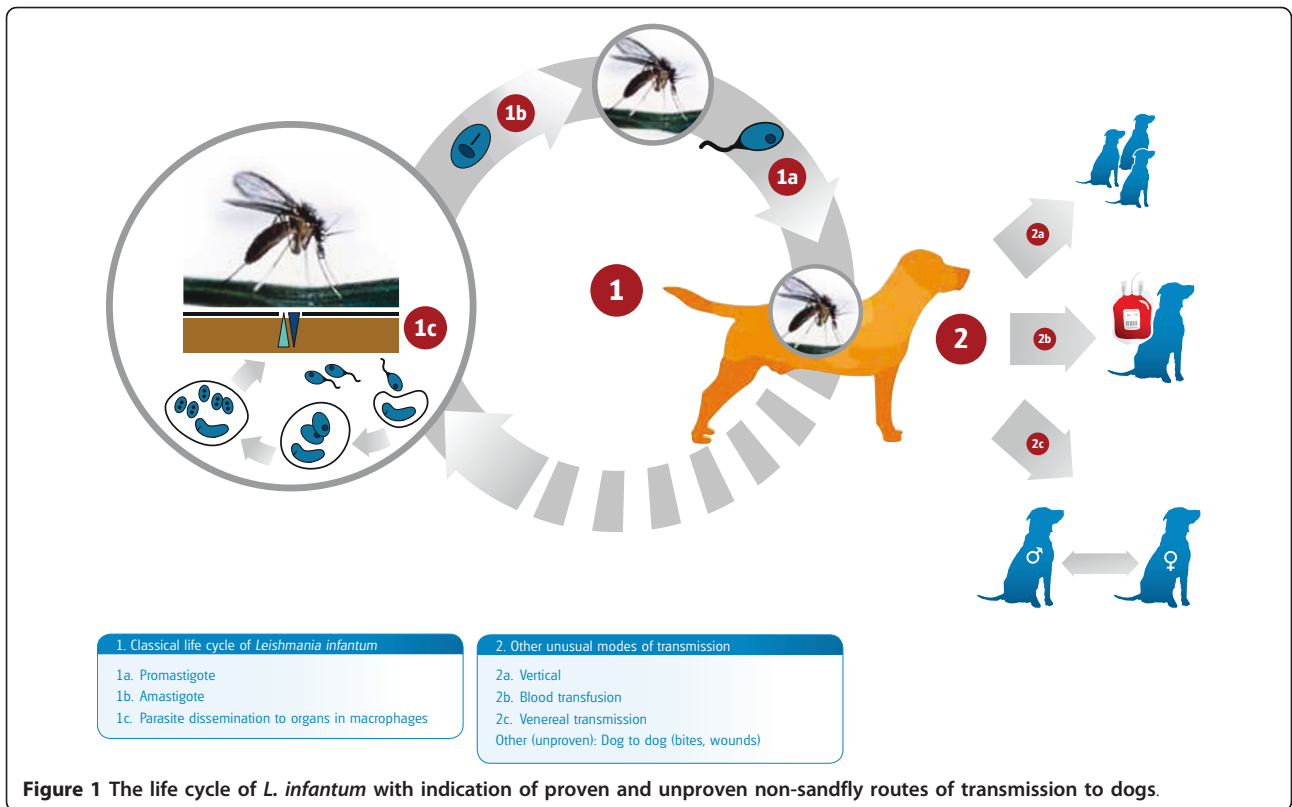 1b
1a
1c
1
2
2a
2b
2c
♂
♀
1. Classical life cycle of Leishmania infantum
1a. Promastigote
1b. Amastigote
1c. Parasite dissemination to organs in macrophages
2. Other unusual modes of transmission
2a. Vertical
2b. Blood transfusion
2c. Venereal transmission
Other (unproven): Dog to dog (bites, wounds)
Figure 1 The life cycle of L. infantum with indication of proven and unproven non-sandfly routes of transmission to dogs.